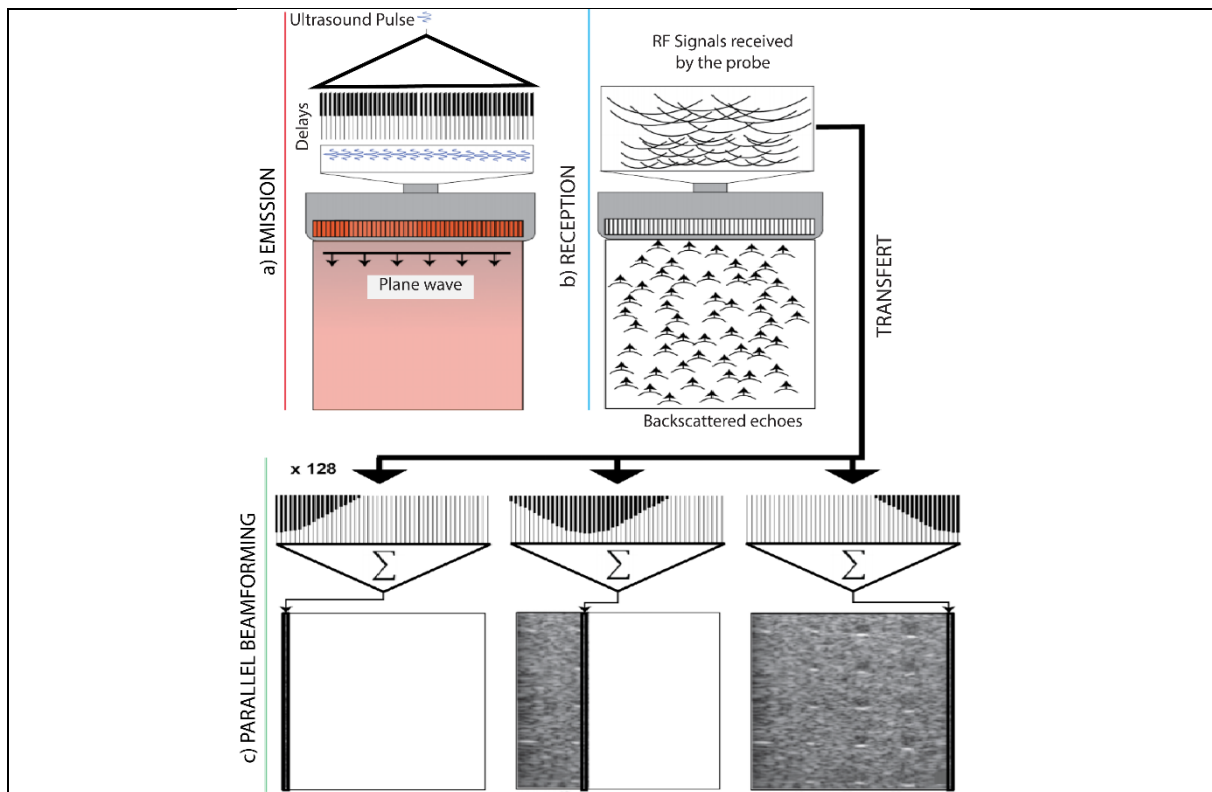 Ultrasound Pulse
Delays
a) EMISSION
Plane wave
RF Signals received
by the probe
b) RECEPTION
Backscattered echoes
TRANSFERT
x 128
c) PARALLEL BEAMFORMING
Σ
Σ
Σ